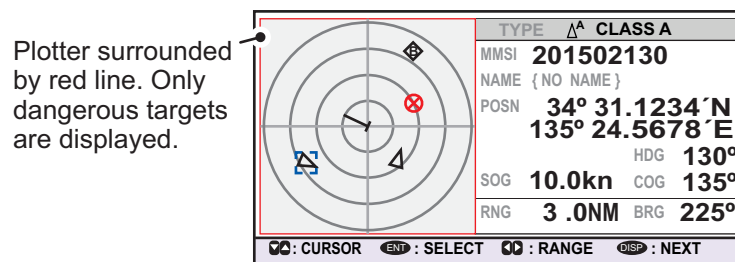 Plotter surrounded
by red line. Only
dangerous targets
are displayed.
B
TYPE A CLASS A
MMSI 201502130
NAME { NO NAME }
POSN 34º 31.1234´N
135º 24.5678´E
HDG 130º
SOG 10.0kn COG 135º
RNG 3 .0NM BRG 225º
: CURSOR ENT : SELECT : RANGE DISP : NEXT